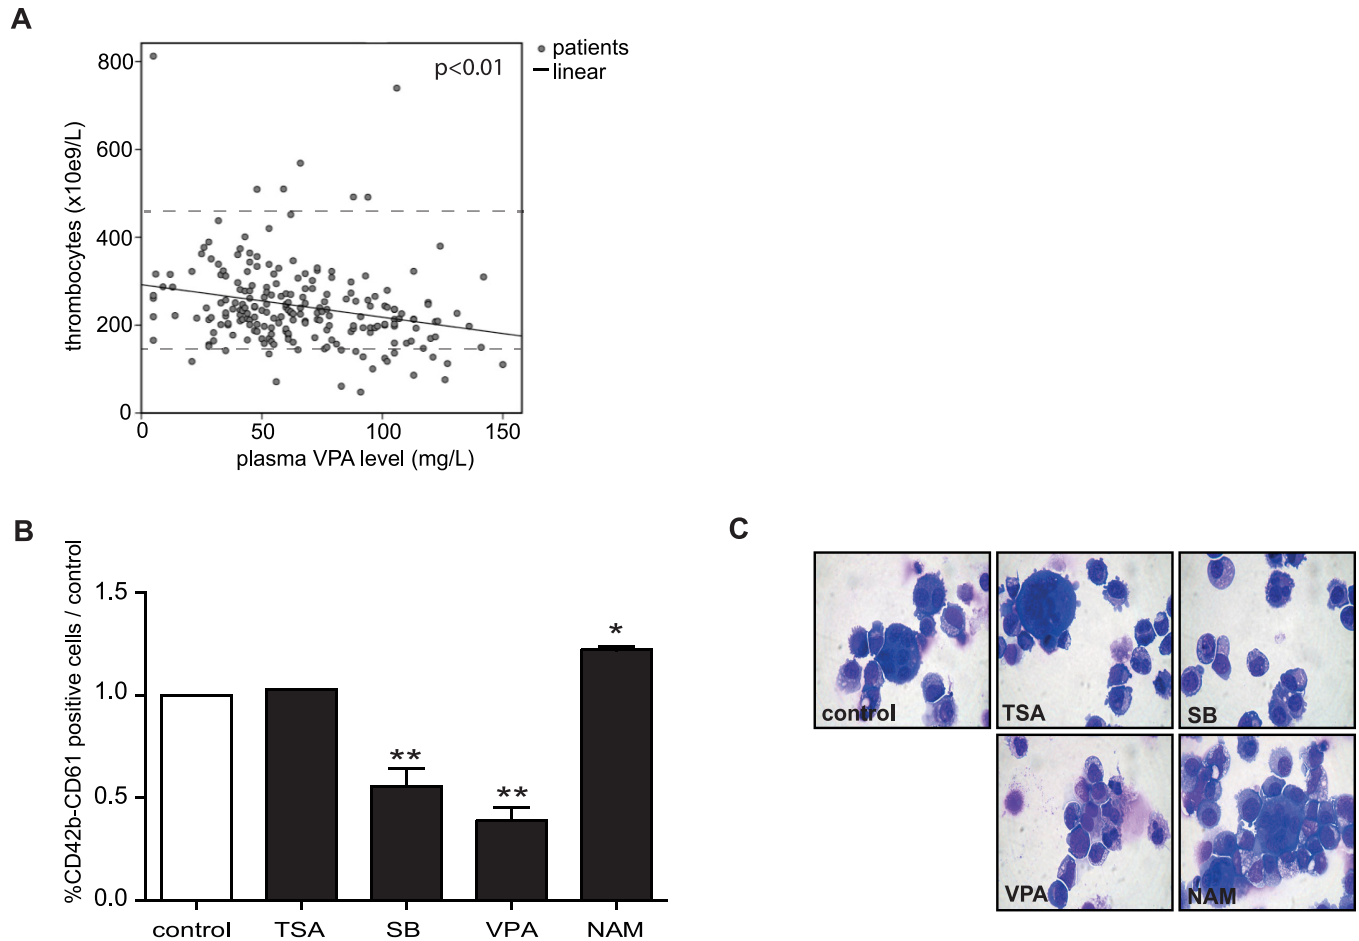 A
800
600
400
200
0
thrombocytes (x10e9/L)
p<0.01
patients
linear
0 50 100 150
plasma VPA level (mg/L)
B
1.5
1.0
0.5
0.0
%CD42b-CD61 positive cells / control
**
**
*
control TSA SB VPA NAM
C
control TSA SB
VPA NAM